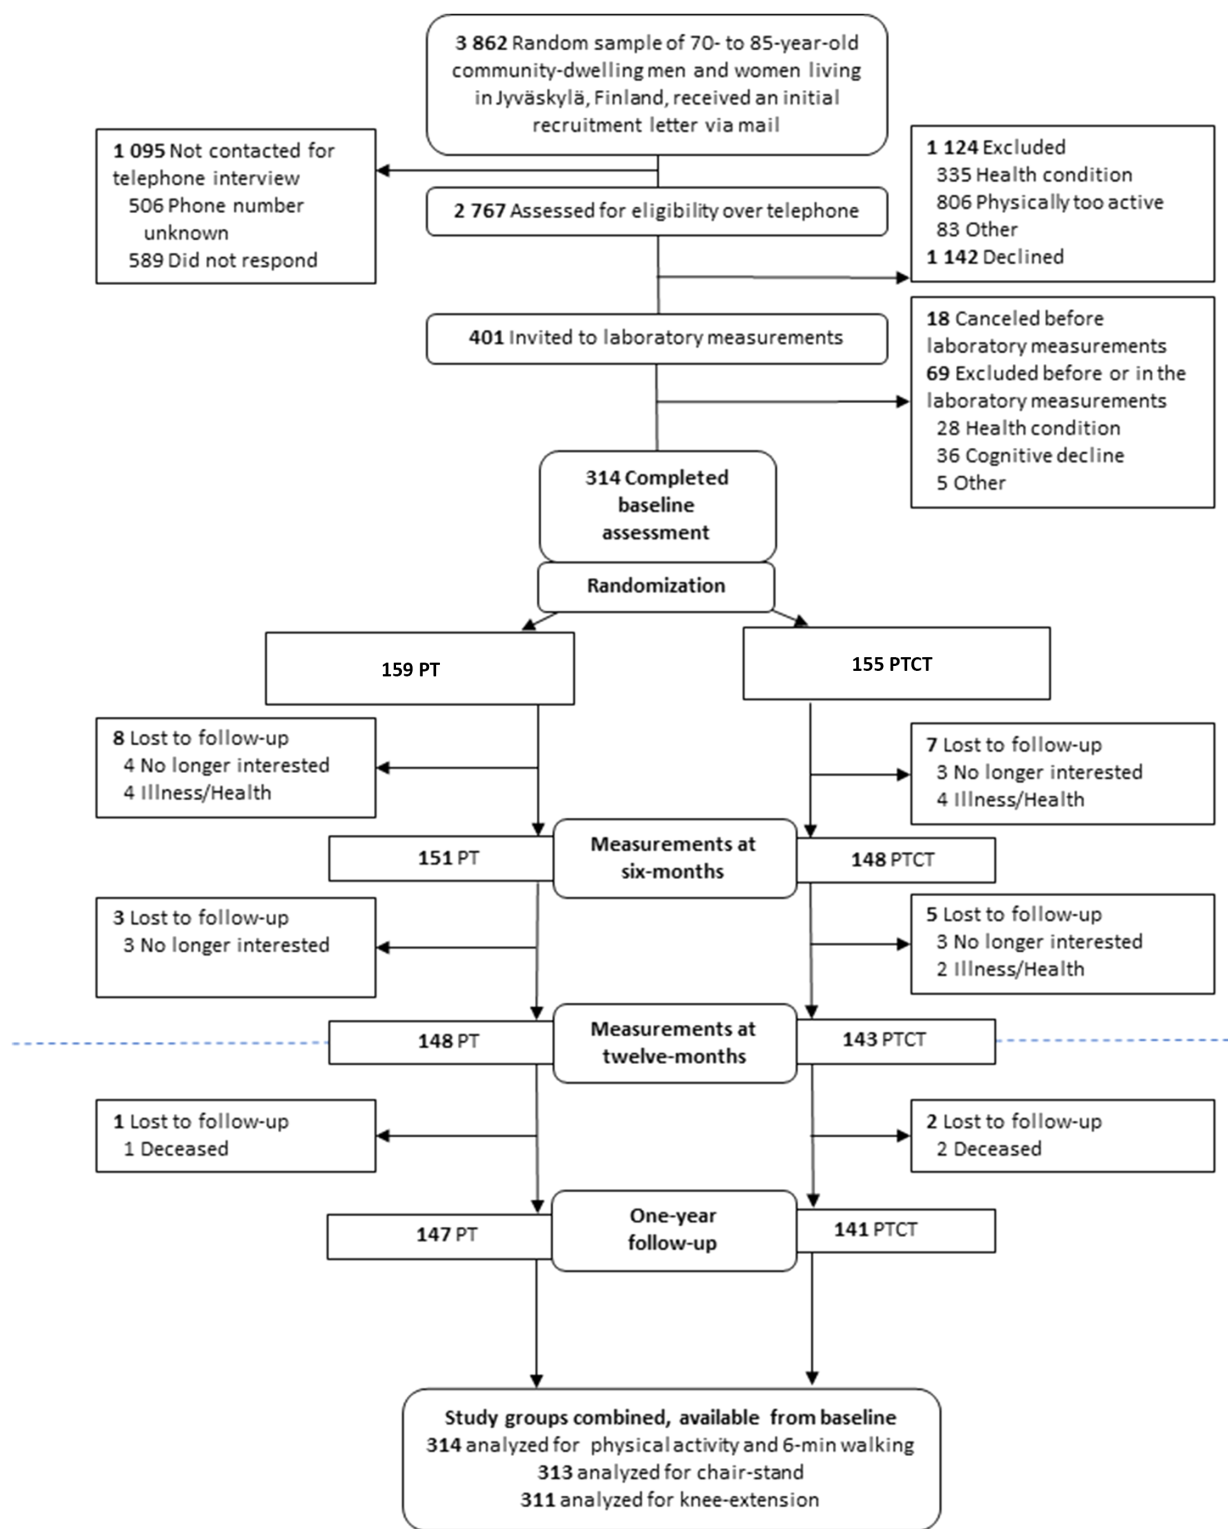 3 862 Random sample of 70- to 85-year-old
community-dwelling men and women living
in Jyväskylä, Finland, received an initial
recruitment letter via mail
1 095 Not contacted for
telephone interview
506 Phone number
unknown
589 Did not respond
2 767 Assessed for eligibility over telephone
1 124 Excluded
335 Health condition
806 Physically too active
83 Other
1 142 Declined
401 Invited to laboratory measurements
18 Canceled before
laboratory measurements
69 Excluded before or in the
laboratory measurements
28 Health condition
36 Cognitive decline
5 Other
314 Completed
baseline
assessment
Randomization
159 PT
155 PTCT
8 Lost to follow-up
4 No longer interested
4 Illness/Health
7 Lost to follow-up
3 No longer interested
4 Illness/Health
151 PT
Measurements at
six-months
148 PTCT
3 Lost to follow-up
3 No longer interested
5 Lost to follow-up
3 No longer interested
2 Illness/Health
148 PT
Measurements at
twelve-months
143 PTCT
1 Lost to follow-up
1 Deceased
2 Lost to follow-up
2 Deceased
147 PT
One-year
follow-up
141 PTCT
Study groups combined, available from baseline
314 analyzed for physical activity and 6-min walking
313 analyzed for chair-stand
311 analyzed for knee-extension